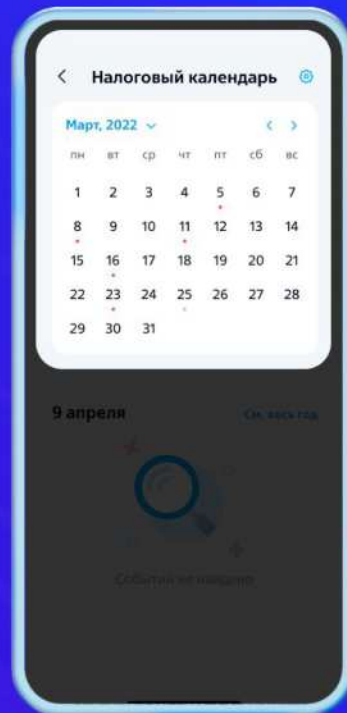 Налоговый календарь
Март, 2022
пн вт ср чт пт сб вс
1 2 3 4 5 6 7
8 9 10 11 12 13 14
15 16 17 18 19 20 21
22 23 24 25 26 27 28
29 30 31
9 апреля См. весь год
Событий не найдено